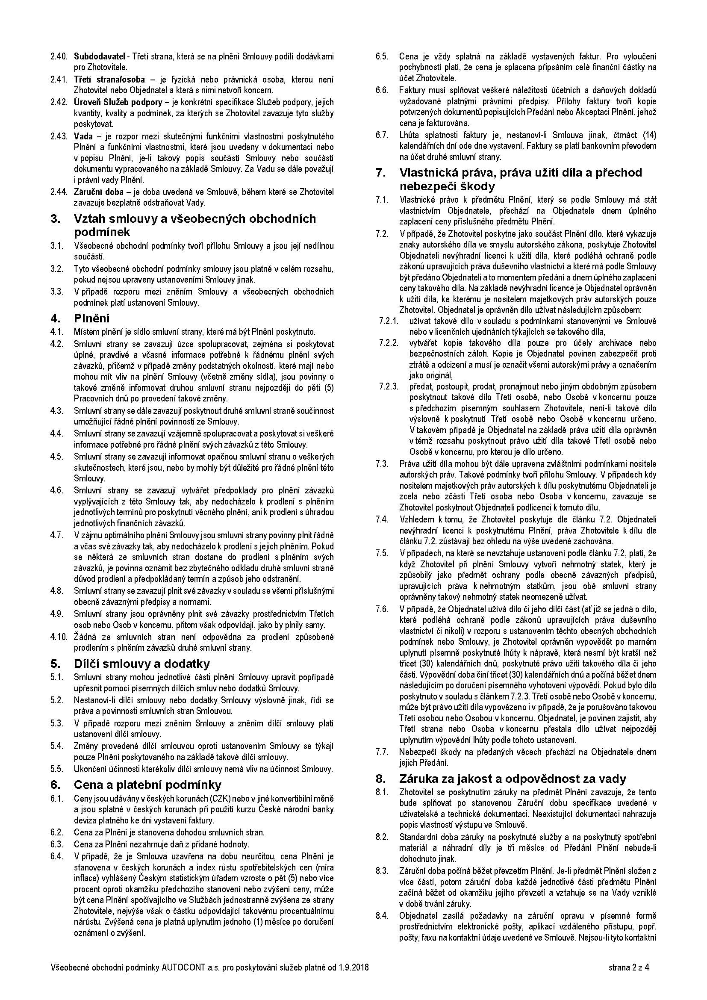 2.40. Subdodavatel - Třetí strana, která se na plnění Smlouvy podílí dodávkami
pro Zhotovitele.
2.41. Třetí strana/osoba – je fyzická nebo právnická osoba, kterou není
Zhotovitel nebo Objednatel a která s nimi netvoří koncern.
2.42. Úroveň Služeb podpory – je konkrétní specifikace Služeb podpory, jejich
kvantity, kvality a podmínek, za kterých se Zhotovitel zavazuje tyto služby
poskytovat.
2.43. Vada – je rozpor mezi skutečnými funkčními vlastnostmi poskytnutého
Plnění a funkčními vlastnostmi, které jsou uvedeny v dokumentaci nebo
v popisu Plnění, je-li takový popis součástí Smlouvy nebo součástí
dokumentu vypracovaného na základě Smlouvy. Za Vadu se dále považují
i právní vady Plnění.
2.44. Záruční doba – je doba uvedená ve Smlouvě, během které se Zhotovitel
zavazuje bezplatně odstraňovat Vady.
3. Vztah smlouvy a všeobecných obchodních
podmínek
3.1. Všeobecné obchodní podmínky tvoří přílohu Smlouvy a jsou její nedílnou
součástí.
3.2. Tyto všeobecné obchodní podmínky smlouvy jsou platné v celém rozsahu,
pokud nejsou upraveny ustanoveními Smlouvy jinak.
3.3. V případě rozporu mezi zněním Smlouvy a všeobecných obchodních
podmínek platí ustanovení Smlouvy.
4. Plnění
4.1. Místem plnění je sídlo smluvní strany, které má být Plnění poskytnuto.
4.2. Smluvní strany se zavazují úzce spolupracovat, zejména si poskytovat
úplné, pravdivé a včasné informace potřebné k řádnému plnění svých
závazků, přičemž v případě změny podstatných okolností, které mají nebo
mohou mít vliv na plnění Smlouvy (včetně změny sídla), jsou povinny o
takové změně informovat druhou smluvní stranu nejpozději do pěti (5)
Pracovních dnů po provedení takové změny.
4.3. Smluvní strany se dále zavazují poskytnout druhé smluvní straně součinnost
umožňující řádné plnění povinností ze Smlouvy.
4.4. Smluvní strany se zavazují vzájemně spolupracovat a poskytovat si veškeré
informace potřebné pro řádné plnění svých závazků z této Smlouvy.
4.5. Smluvní strany se zavazují informovat opačnou smluvní stranu o veškerých
skutečnostech, které jsou, nebo by mohly být důležité pro řádné plnění této
Smlouvy.
4.6. Smluvní strany se zavazují vytvářet předpoklady pro plnění závazků
vyplývajících z této Smlouvy tak, aby nedocházelo k prodlení s plněním
jednotlivých termínů pro poskytnutí věcného plnění, ani k prodlení s úhradou
jednotlivých finančních závazků.
4.7. V zájmu optimálního plnění Smlouvy jsou smluvní strany povinny plnit řádně
a včas své závazky tak, aby nedocházelo k prodlení s jejich plněním. Pokud
se některá ze smluvních stran dostane do prodlení s plněním svých
závazků, je povinna oznámit bez zbytečného odkladu druhé smluvní straně
důvod prodlení a předpokládaný termín a způsob jeho odstranění.
4.8. Smluvní strany se zavazují plnit své závazky v souladu se všemi příslušnými
obecně závaznými předpisy a normami.
4.9. Smluvní strany jsou oprávněny plnit své závazky prostřednictvím Třetích
osob nebo Osob v koncernu, přitom však odpovídají, jako by plnily samy.
4.10. Žádná ze smluvních stran není odpovědna za prodlení způsobené
prodlením s plněním závazků druhé smluvní strany.
5. Dílčí smlouvy a dodatky
5.1. Smluvní strany mohou jednotlivé části plnění Smlouvy upravit popřípadě
upřesnit pomocí písemných dílčích smluv nebo dodatků Smlouvy.
5.2. Nestanoví-li dílčí smlouvy nebo dodatky Smlouvy výslovně jinak, řídí se
práva a povinnosti smluvních stran Smlouvou.
5.3. V případě rozporu mezi zněním Smlouvy a zněním dílčí smlouvy platí
ustanovení dílčí smlouvy.
5.4. Změny provedené dílčí smlouvou oproti ustanovením Smlouvy se týkají
pouze Plnění poskytovaného na základě takové dílčí smlouvy.
5.5. Ukončení účinnosti kterékoliv dílčí smlouvy nemá vliv na účinnost Smlouvy.
6. Cena a platební podmínky
6.1. Ceny jsou udávány v českých korunách (CZK) nebo v jiné konvertibilní měně
a jsou splatné v českých korunách při použití kurzu České národní banky
deviza platného ke dni vystavení faktury.
6.2. Cena za Plnění je stanovena dohodou smluvních stran.
6.3. Cena za Plnění nezahrnuje daň z přidané hodnoty.
6.4. V případě, že je Smlouva uzavřena na dobu neurčitou, cena Plnění je
stanovena v českých korunách a index růstu spotřebitelských cen (míra
inflace) vyhlášený Českým statistickým úřadem vzroste o pět (5) nebo více
procent oproti okamžiku předchozího stanovení nebo zvýšení ceny, může
být cena Plnění spočívajícího ve Službách jednostranně zvýšena ze strany
Zhotovitele, nejvýše však o částku odpovídající takovému procentuálnímu
nárůstu. Zvýšená cena je platná uplynutím jednoho (1) měsíce po doručení
oznámení o zvýšení.
6.5. Cena je vždy splatná na základě vystavených faktur. Pro vyloučení
pochybností platí, že cena je splacena připsáním celé finanční částky na
účet Zhotovitele.
6.6. Faktury musí splňovat veškeré náležitosti účetních a daňových dokladů
vyžadované platnými právními předpisy. Přílohy faktury tvoří kopie
potvrzených dokumentů popisujících Předání nebo Akceptaci Plnění, jehož
cena je fakturována.
6.7. Lhůta splatnosti faktury je, nestanoví-li Smlouva jinak, čtrnáct (14)
kalendářních dní ode dne vystavení. Faktury se platí bankovním převodem
na účet druhé smluvní strany.
7. Vlastnická práva, práva užití díla a přechod
nebezpečí škody
7.1. Vlastnické právo k předmětu Plnění, který se podle Smlouvy má stát
vlastnictvím Objednatele, přechází na Objednatele dnem úplného
zaplacení ceny příslušného předmětu Plnění.
7.2. V případě, že Zhotovitel poskytne jako součást Plnění dílo, které vykazuje
znaky autorského díla ve smyslu autorského zákona, poskytuje Zhotovitel
Objednateli nevýhradní licenci k užití díla, které podléhá ochraně podle
zákonů upravujících práva duševního vlastnictví a které má podle Smlouvy
být předáno Objednateli a to momentem předání a dnem úplného zaplacení
ceny takového díla. Na základě nevýhradní licence je Objednatel oprávněn
k užití díla, ke kterému je nositelem majetkových práv autorských pouze
Zhotovitel. Objednatel je oprávněn dílo užívat následujícím způsobem:
7.2.1. užívat takové dílo v souladu s podmínkami stanovenými ve Smlouvě
nebo v licenčních ujednáních týkajících se takového díla,
7.2.2. vytvářet kopie takového díla pouze pro účely archivace nebo
bezpečnostních záloh. Kopie je Objednatel povinen zabezpečit proti
ztrátě a odcizení a musí je označit všemi autorskými právy a označením
jako originál,
7.2.3. předat, postoupit, prodat, pronajmout nebo jiným obdobným způsobem
poskytnout takové dílo Třetí osobě, nebo Osobě v koncernu pouze
s předchozím písemným souhlasem Zhotovitele, není-li takové dílo
výslovně k poskytnutí Třetí osobě nebo Osobě v koncernu určeno.
V takovém případě je Objednatel na základě práva užití díla oprávněn
v témž rozsahu poskytnout právo užití díla takové Třetí osobě nebo
Osobě v koncernu, pro kterou je dílo určeno.
7.3. Práva užití díla mohou být dále upravena zvláštními podmínkami nositele
autorských práv. Takové podmínky tvoří přílohu Smlouvy. V případech kdy
nositelem majetkových práv autorských k dílu poskytnutému Objednateli je
zcela nebo zčásti Třetí osoba nebo Osoba v koncernu, zavazuje se
Zhotovitel poskytnout Objednateli podlicenci k tomuto dílu.
7.4. Vzhledem k tomu, že Zhotovitel poskytuje dle článku 7.2. Objednateli
nevýhradní licenci k poskytnutému Plnění, práva Zhotovitele k dílu dle
článku 7.2. zůstávají bez ohledu na výše uvedené zachována.
7.5. V případech, na které se nevztahuje ustanovení podle článku 7.2, platí, že
když Zhotovitel při plnění Smlouvy vytvoří nehmotný statek, který je
způsobilý jako předmět ochrany podle obecně závazných předpisů,
upravujících práva k nehmotným statkům, jsou obě smluvní strany
oprávněny takový nehmotný statek neomezeně užívat.
7.6. V případě, že Objednatel užívá dílo či jeho dílčí část (ať již se jedná o dílo,
které podléhá ochraně podle zákonů upravujících práva duševního
vlastnictví či nikoli) v rozporu s ustanovením těchto obecných obchodních
podmínek nebo Smlouvy, je Zhotovitel oprávněn vypovědět po marném
uplynutí písemně poskytnuté lhůty k nápravě, která nesmí být kratší než
třicet (30) kalendářních dnů, poskytnuté právo užití takového díla či jeho
části. Výpovědní doba činí třicet (30) kalendářních dnů a počíná běžet dnem
následujícím po doručení písemného vyhotovení výpovědi. Pokud bylo dílo
poskytnuto v souladu s článkem 7.2.3. Třetí osobě nebo Osobě v koncernu,
může být právo užití díla vypovězeno i v případě, že je porušováno takovou
Třetí osobou nebo Osobou v koncernu. Objednatel, je povinen zajistit, aby
Třetí strana nebo Osoba v koncernu přestala dílo užívat nejpozději
uplynutím výpovědní lhůty podle tohoto ustanovení.
7.7. Nebezpečí škody na předaných věcech přechází na Objednatele dnem
jejich Předání.
8. Záruka za jakost a odpovědnost za vady
8.1. Zhotovitel se poskytnutím záruky na předmět Plnění zavazuje, že tento
bude splňovat po stanovenou Záruční dobu specifikace uvedené v
uživatelské a technické dokumentaci. Neexistující dokumentaci nahrazuje
popis vlastností výstupu ve Smlouvě.
8.2. Standardní doba záruky na poskytnuté služby a na poskytnutý spotřební
materiál a náhradní díly je tři měsíce od Předání Plnění nebude-li
dohodnuto jinak.
8.3. Záruční doba počíná běžet převzetím Plnění. Je-li předmět Plnění složen z
více částí, potom záruční doba každé jednotlivé části předmětu Plnění
začíná běžet od okamžiku jejího převzetí a vztahuje se na Vady vzniklé
v době trvání záruky.
8.4. Objednatel zasílá požadavky na záruční opravu v písemné formě
prostřednictvím elektronické pošty, aplikací vzdáleného přístupu, popř.
pošty, faxu na kontaktní údaje uvedené ve Smlouvě. Nejsou-li tyto kontaktní
Všeobecné obchodní podmínky AUTOCONT a.s. pro poskytování služeb platné od 1.9.2018
strana 2 z 4